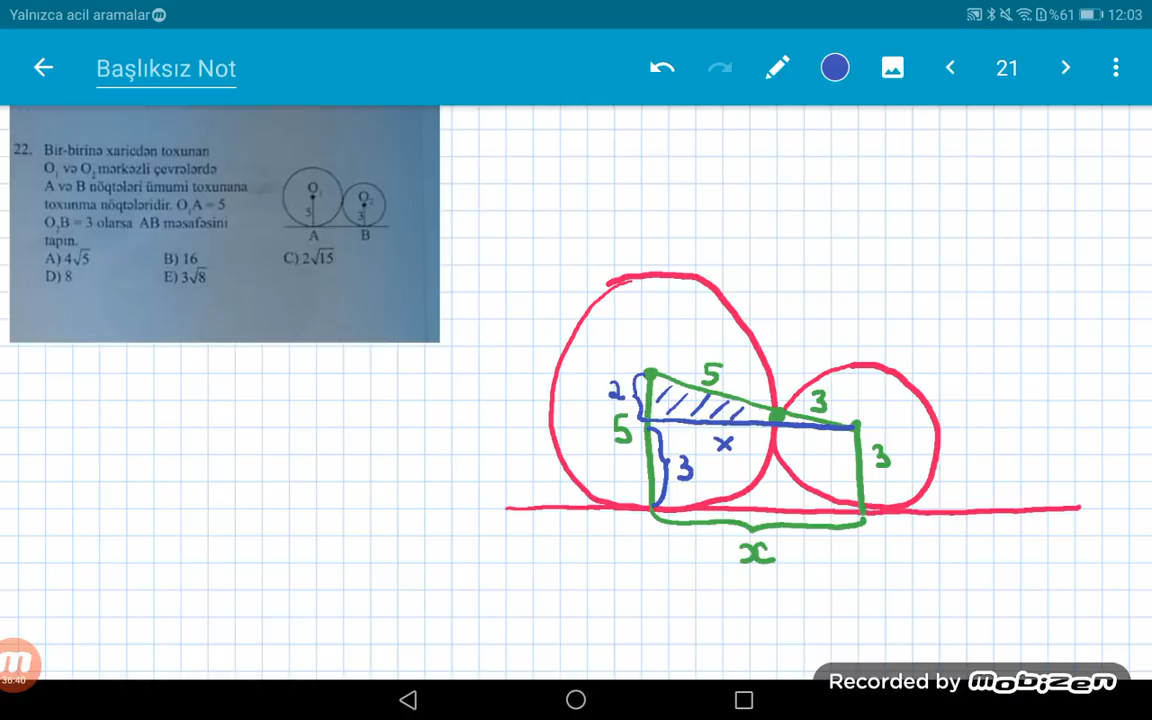 Yalnızca acil aramalar
%61 12:03
Başlıksız Not
21
22. Bir-birinə xaricdən toxunan
O₁ və O₂ mərkəzli çevrələrdə
A və B nöqtələri ümumi toxunana
toxunma nöqtələridir. O₁A = 5
O₂B = 3 olarsa AB məsafəsini
tapın.
A) 4√5 B) 16 C) 2√15
D) 8 E) 3√8
O₁ O₂
5 3
A B
5
2 3
5 x 3
3
x
36:40
Recorded by mobizen